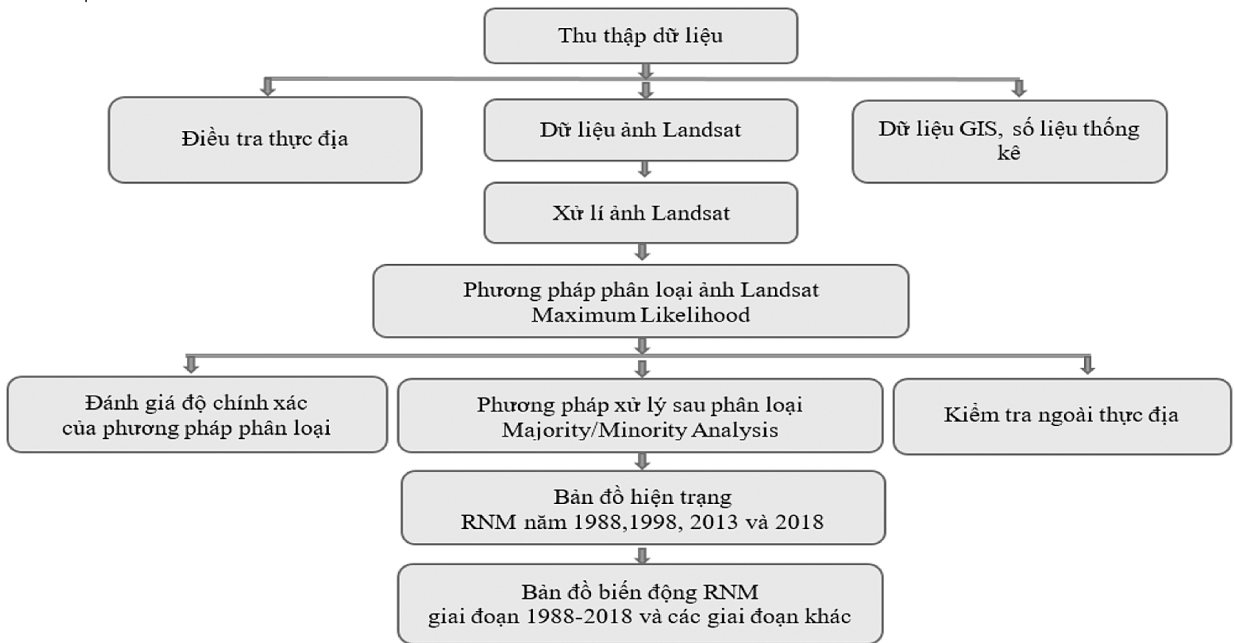 Thu thập dữ liệu
Điều tra thực địa
Dữ liệu ảnh Landsat
Dữ liệu GIS, số liệu thống
kê
Xử lí ảnh Landsat
Phương pháp phân loại ảnh Landsat
Maximum Likelihood
Đánh giá độ chính xác
của phương pháp phân loại
Phương pháp xử lý sau phân loại
Majority/Minority Analysis
Kiểm tra ngoài thực địa
Bản đồ hiện trạng
RNM năm 1988,1998, 2013 và 2018
Bản đồ biến động RNM
giai đoạn 1988-2018 và các giai đoạn khác